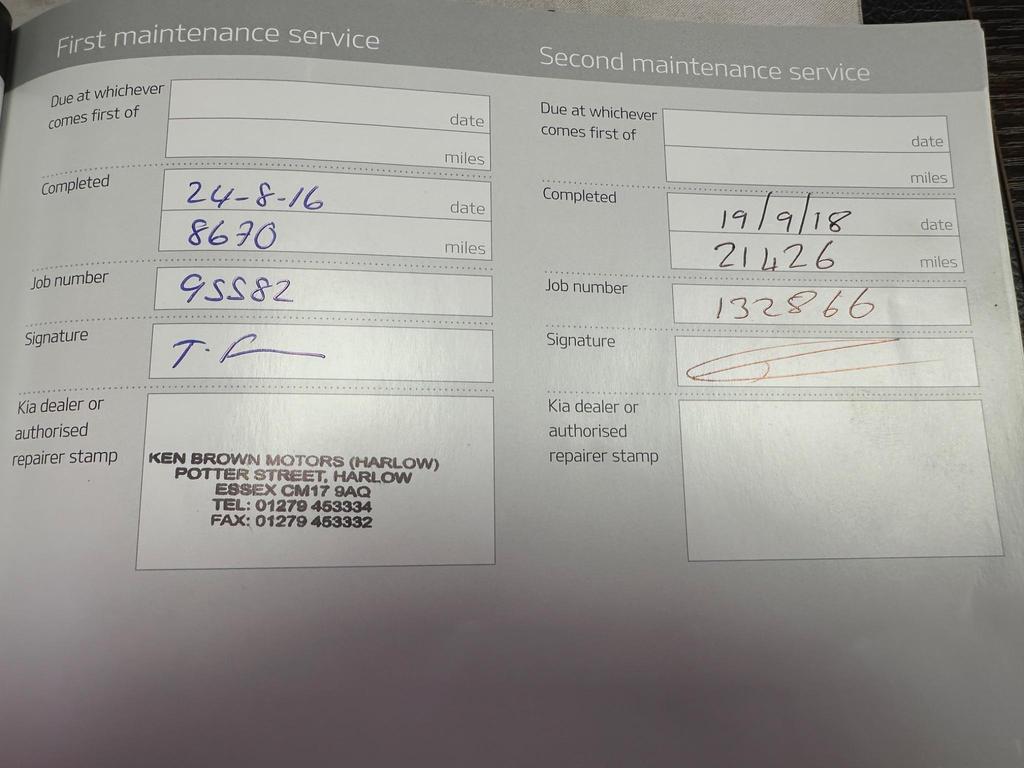 First maintenance service
Due at whichever
comes first of
date
miles
Completed
24-8-16
date
8670
miles
Job number
95582
Signature
Kia dealer or
authorised
repairer stamp
KEN BROWN MOTORS (HARLOW)
POTTER STREET, HARLOW
ESSEX CM17 9AQ
TEL: 01279 453334
FAX: 01279 453332
Second maintenance service
Due at whichever
comes first of
date
miles
Completed
19/9/18
date
21426
miles
Job number
132866
Signature
Kia dealer or
authorised
repairer stamp